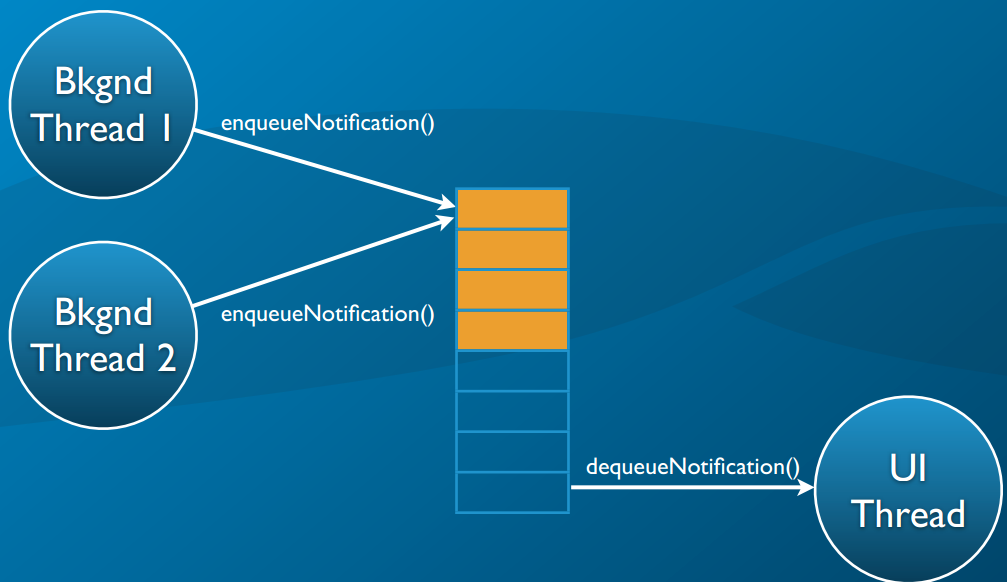 Bkgnd
Thread 1
enqueueNotification()
Bkgnd
Thread 2
enqueueNotification()
dequeueNotification()
UI
Thread